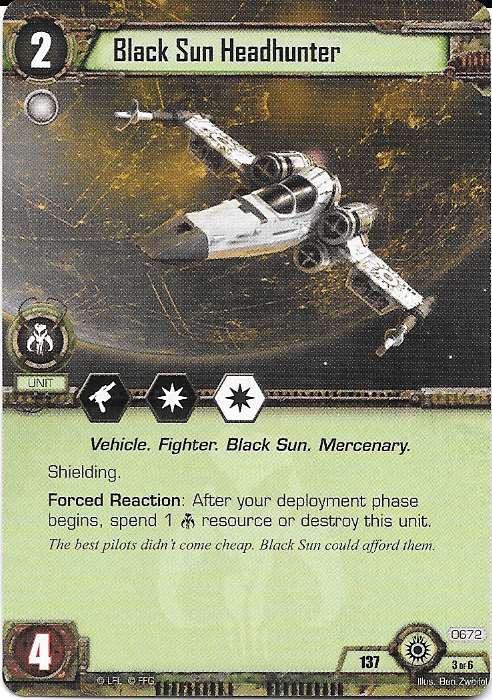 2
Black Sun Headhunter
UNIT
Vehicle. Fighter. Black Sun. Mercenary.
Shielding.
Forced Reaction: After your deployment phase
begins, spend 1 resource or destroy this unit.
The best pilots didn't come cheap. Black Sun could afford them.
4
© LFL © FFG
137
0672
3 OF 6
Illus. Ben Zweifel